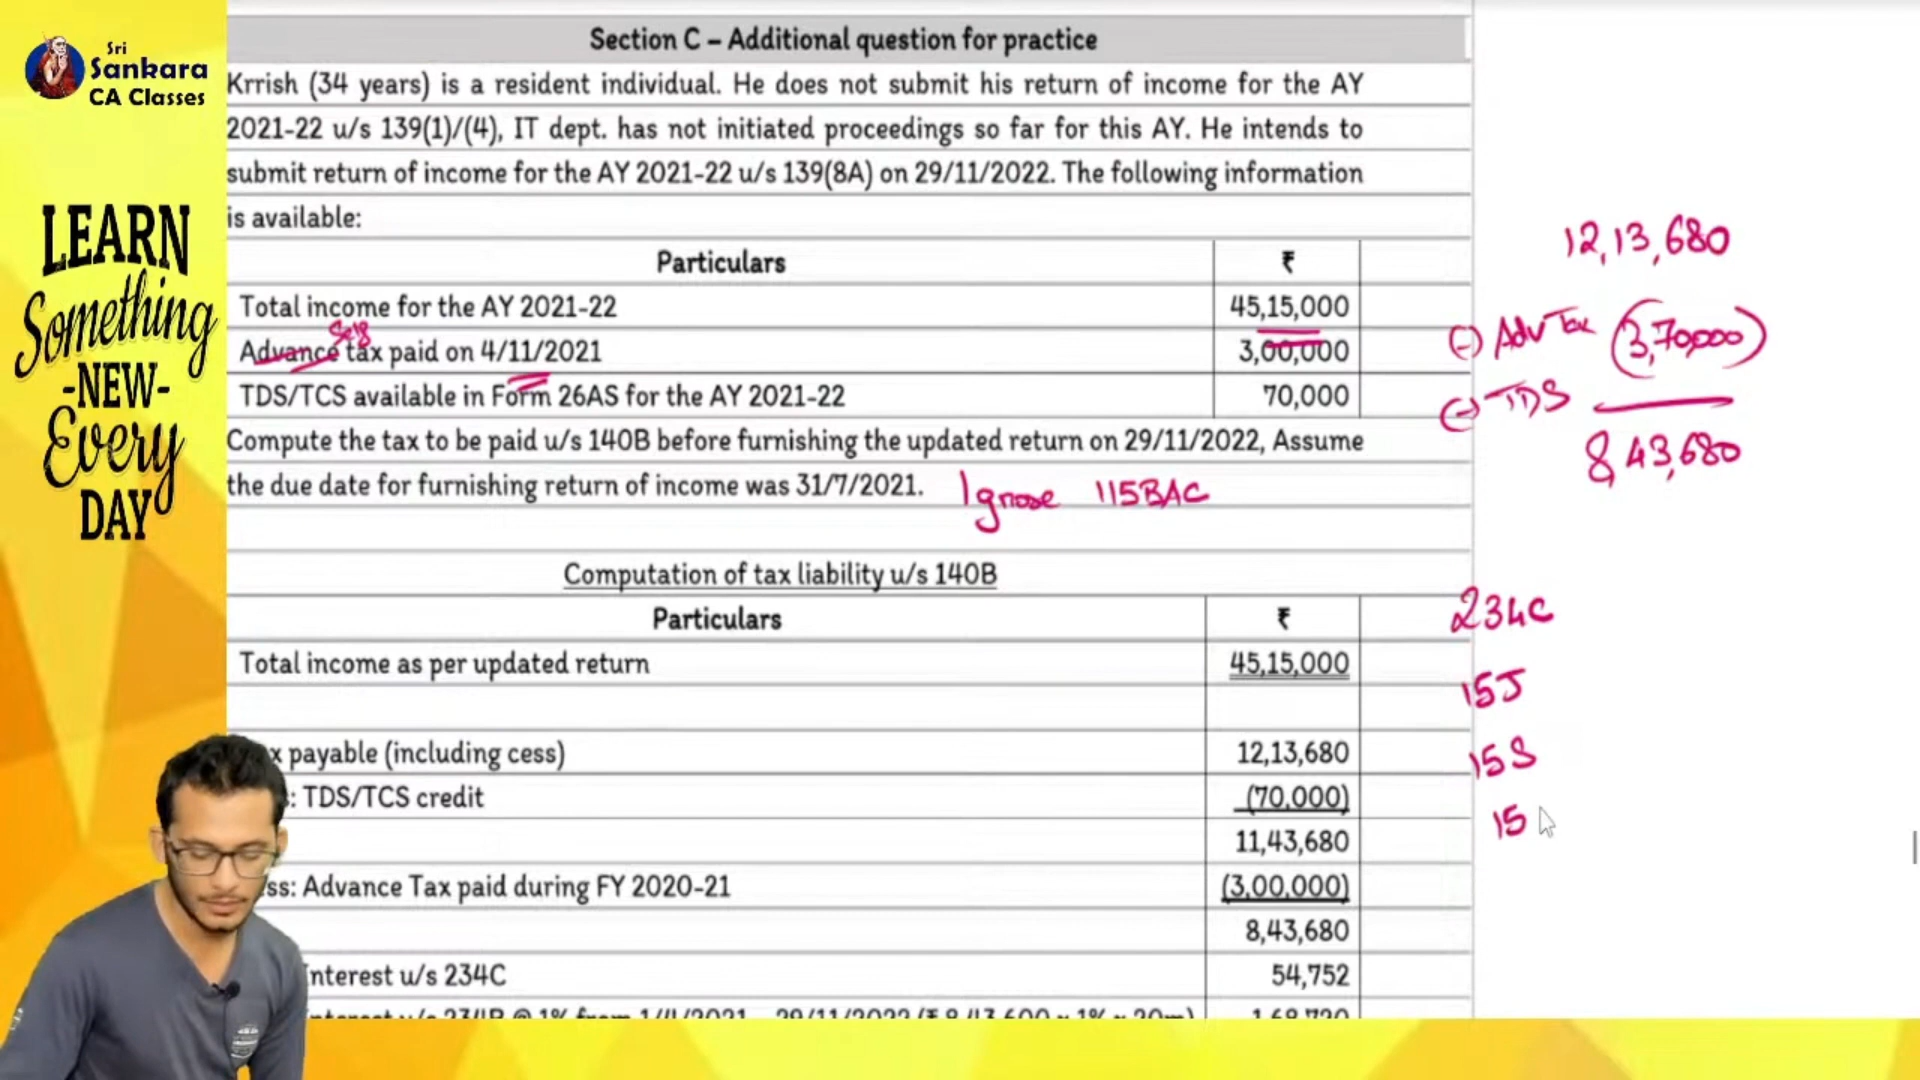 Sri
Sankara
CA Classes
LEARN
Something
-NEW-
Every
DAY
Section C – Additional question for practice
Krrish (34 years) is a resident individual. He does not submit his return of income for the AY
2021-22 u/s 139(1)/(4), IT dept. has not initiated proceedings so far for this AY. He intends to
submit return of income for the AY 2021-22 u/s 139(8A) on 29/11/2022. The following information
is available:
Particulars ₹
Total income for the AY 2021-22 45,15,000
Self
Advance tax paid on 4/11/2021 3,00,000
TDS/TCS available in Form 26AS for the AY 2021-22 70,000
Compute the tax to be paid u/s 140B before furnishing the updated return on 29/11/2022, Assume
the due date for furnishing return of income was 31/7/2021. Ignore 115BAC
Computation of tax liability u/s 140B
Particulars ₹
Total income as per updated return 45,15,000
x payable (including cess) 12,13,680
: TDS/TCS credit (70,000)
11,43,680
ss: Advance Tax paid during FY 2020-21 (3,00,000)
8,43,680
nterest u/s 234C 54,752
12,13,680
(-) Adv Tax (3,70,000)
(-) TDS
8,43,680
234C
15J
15S
15